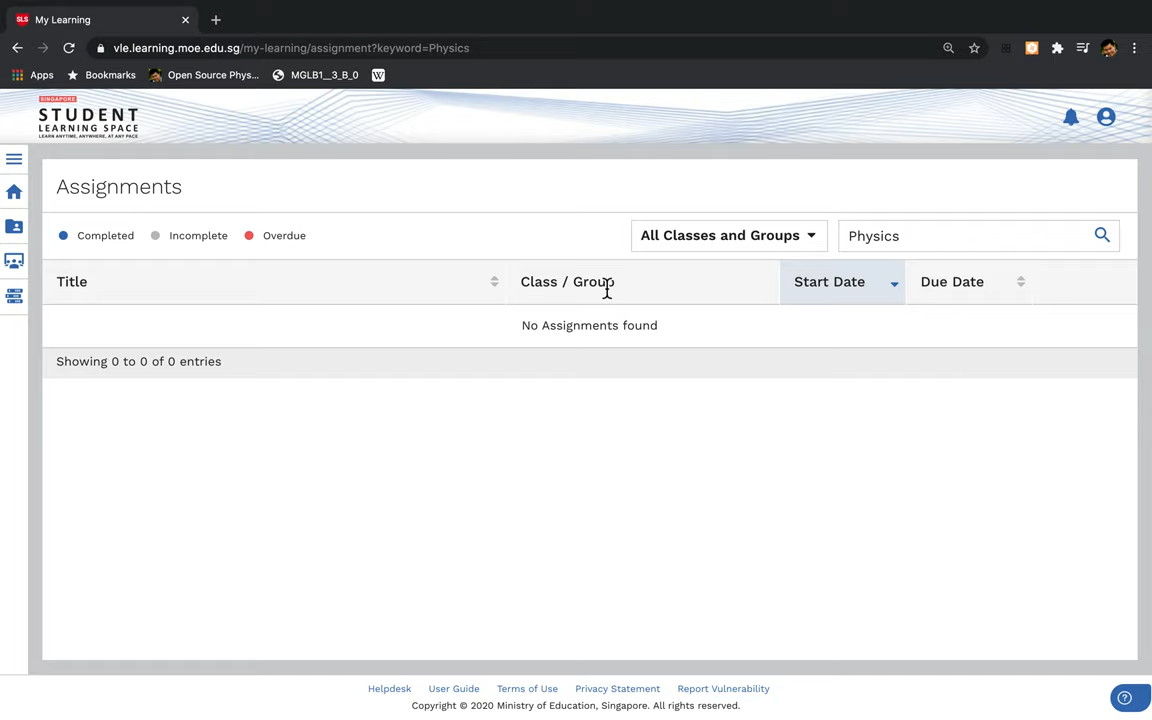 SLS My Learning
vle.learning.moe.edu.sg/my-learning/assignment?keyword=Physics
Apps Bookmarks Open Source Phys... MGLB1__3_B_0 W
SINGAPORE
STUDENT
LEARNING SPACE
LEARN ANYTIME, ANYWHERE, AT ANY PACE
Assignments
Completed Incomplete Overdue All Classes and Groups Physics
Title Class / Group Start Date Due Date
No Assignments found
Showing 0 to 0 of 0 entries
Helpdesk User Guide Terms of Use Privacy Statement Report Vulnerability
Copyright © 2020 Ministry of Education, Singapore. All rights reserved.